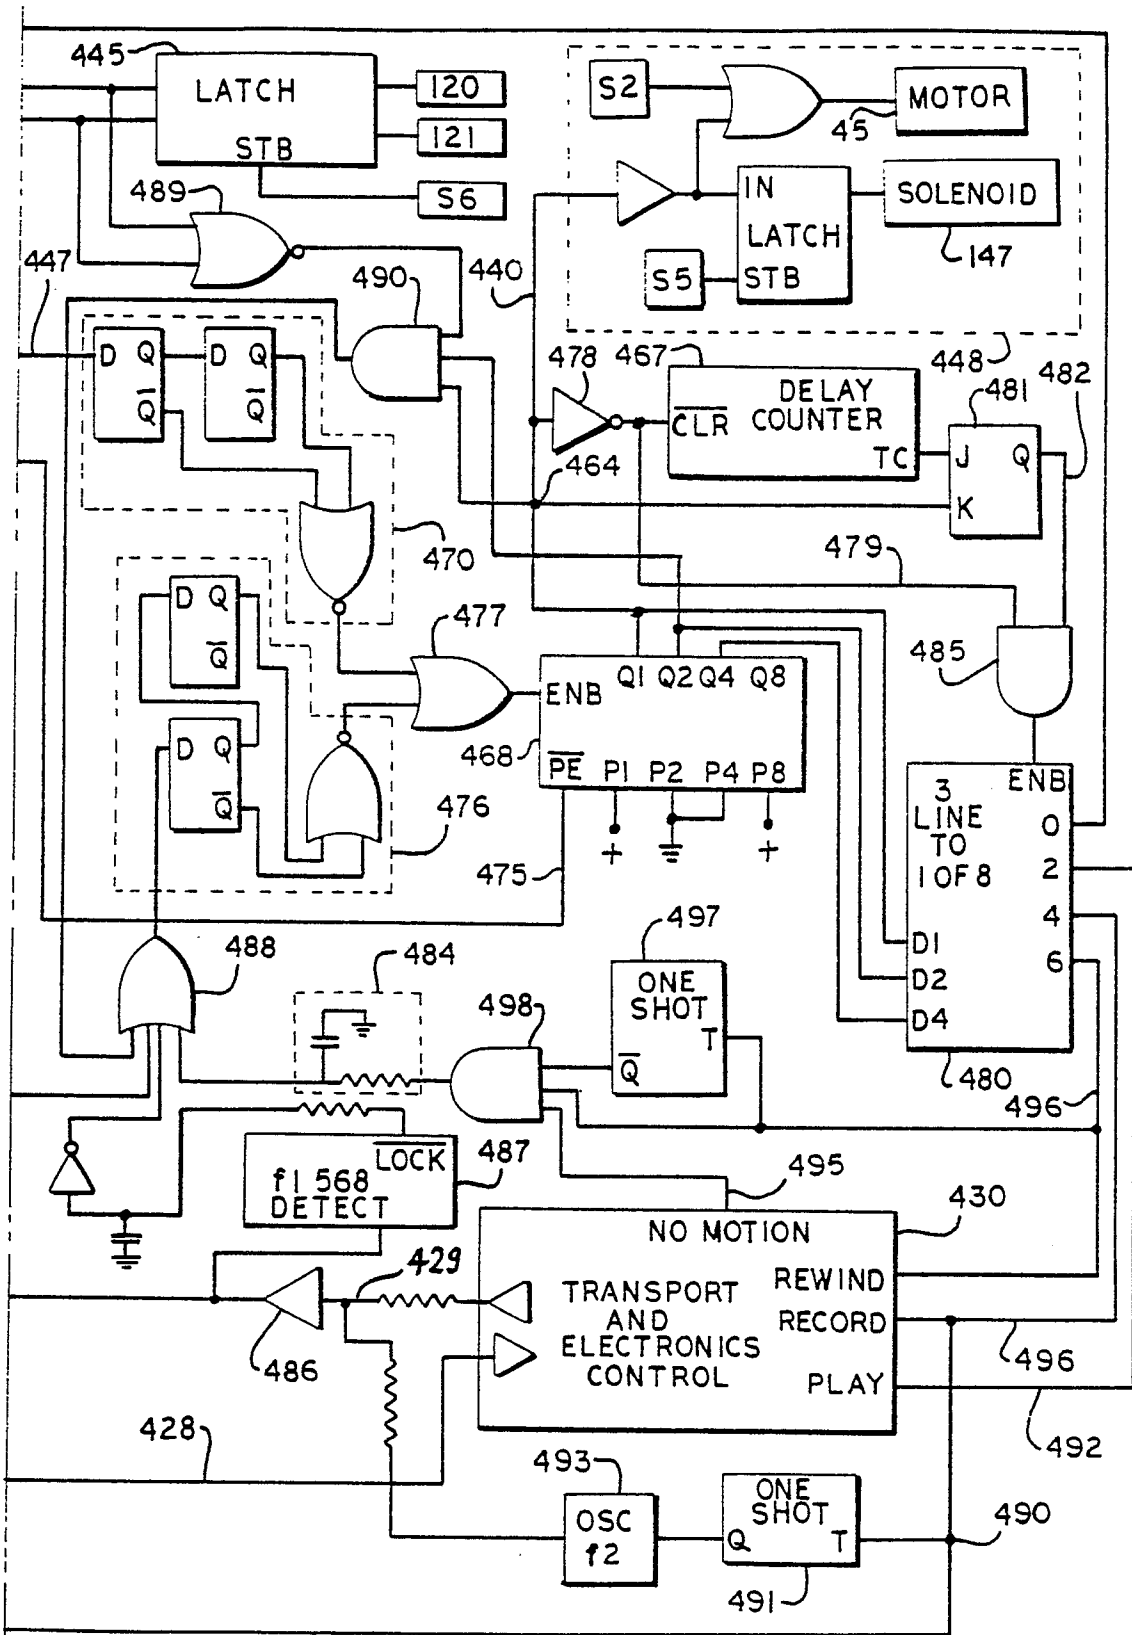 445
LATCH
STB
120
121
S6
S2
MOTOR
45
IN
LATCH
STB
SOLENOID
147
S5
489
447
490
440
448
D Q
Q̅
D Q
Q̅
478
467
DELAY
COUNTER
C̅L̅R̅
TC
481
482
J Q
K
464
470
479
D Q
Q̅
477
ENB
Q1 Q2 Q4 Q8
468
P̅E̅ P1 P2 P4 P8
+
+
485
D Q
Q̅
476
475
ENB
3
LINE
TO
1 OF 8
0
2
4
6
D1
D2
D4
480
488
484
498
497
ONE
SHOT
T
Q̅
496
L̅O̅C̅K̅
f1 568
DETECT
487
495
430
NO MOTION
TRANSPORT
AND
ELECTRONICS
CONTROL
REWIND
RECORD
PLAY
429
486
496
492
428
493
OSC
f2
ONE
SHOT
Q T
490
491